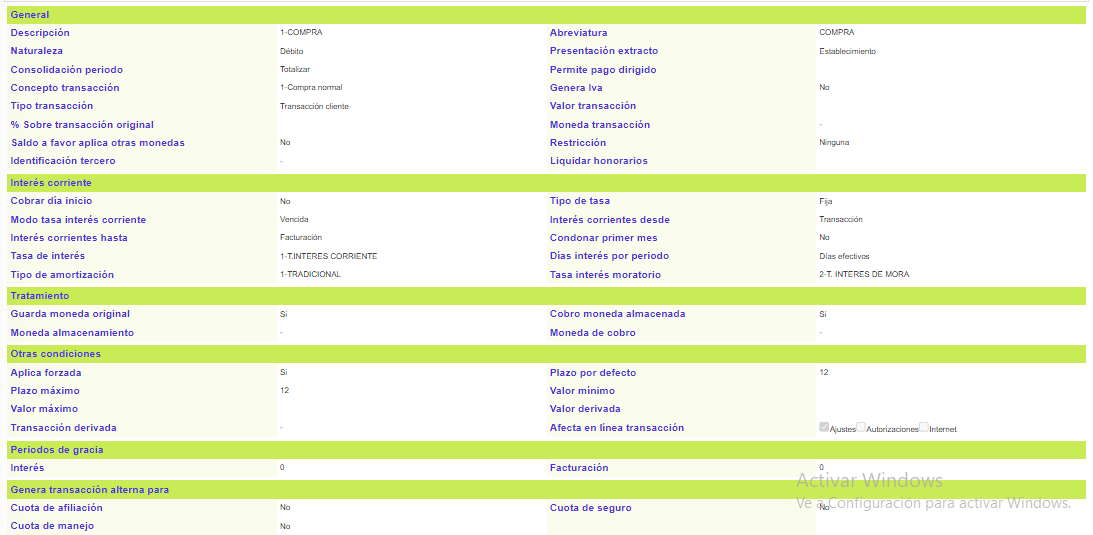 General
Descripción 1-COMPRA Abreviatura COMPRA
Naturaleza Débito Presentación extracto Establecimiento
Consolidación periodo Totalizar Permite pago dirigido
Concepto transacción 1-Compra normal Genera Iva No
Tipo transacción Transacción cliente Valor transacción
% Sobre transacción original Moneda transacción -
Saldo a favor aplica otras monedas No Restricción Ninguna
Identificación tercero - Liquidar honorarios
Interés corriente
Cobrar día inicio No Tipo de tasa Fija
Modo tasa interés corriente Vencida Interés corrientes desde Transacción
Interés corrientes hasta Facturación Condonar primer mes No
Tasa de interés 1-T.INTERES CORRIENTE Días interés por periodo Días efectivos
Tipo de amortización 1-TRADICIONAL Tasa interés moratorio 2-T. INTERES DE MORA
Tratamiento
Guarda moneda original Si Cobro moneda almacenada Si
Moneda almacenamiento - Moneda de cobro -
Otras condiciones
Aplica forzada Si Plazo por defecto 12
Plazo máximo 12 Valor mínimo
Valor máximo Valor derivada
Transacción derivada - Afecta en línea transacción Ajustes Autorizaciones Internet
Periodos de gracia
Interés 0 Facturación 0
Activar Windows
Genera transacción alterna para
Ve a Configuración para activar Windows.
Cuota de afiliación No Cuota de seguro No
Cuota de manejo No